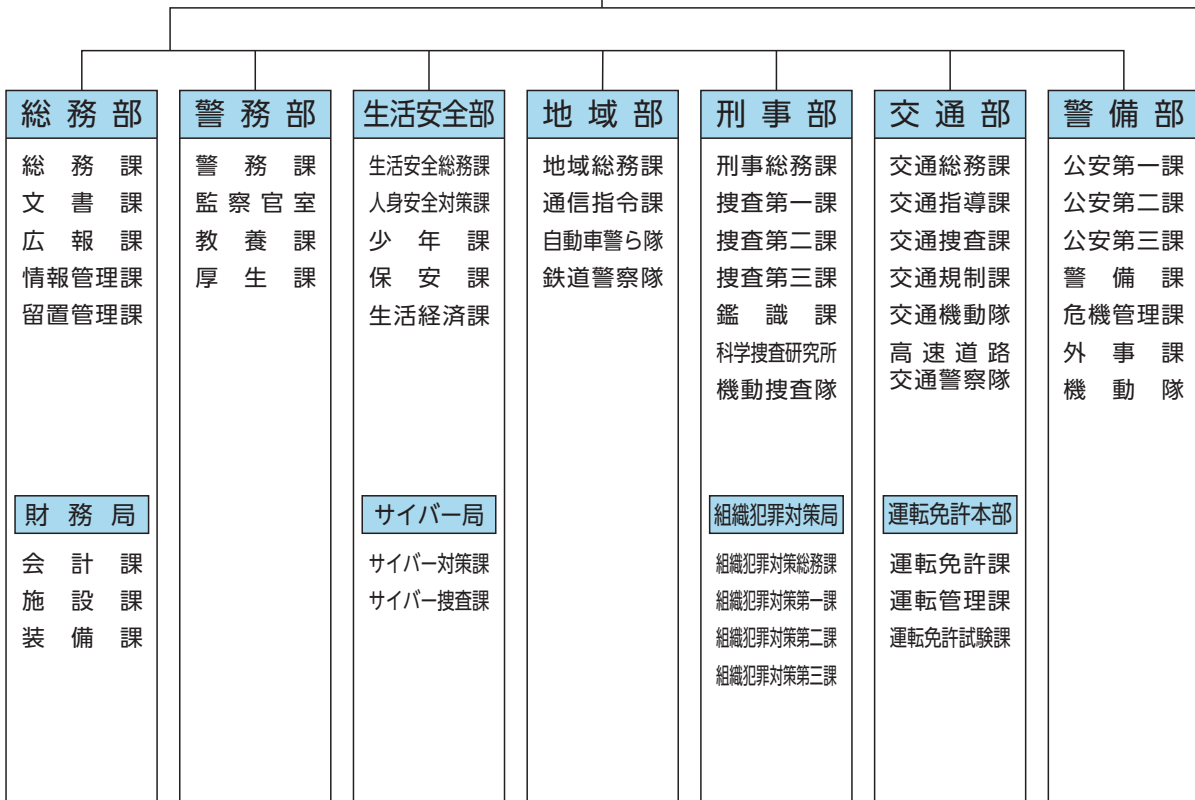 総務部
総務課
文書課
広報課
情報管理課
留置管理課
財務局
会計課
施設課
装備課
警務部
警務課
監察官室
教養課
厚生課
生活安全部
生活安全総務課
人身安全対策課
少年課
保安課
生活経済課
サイバー局
サイバー対策課
サイバー捜査課
地域部
地域総務課
通信指令課
自動車警ら隊
鉄道警察隊
刑事部
刑事総務課
捜査第一課
捜査第二課
捜査第三課
鑑識課
科学捜査研究所
機動捜査隊
組織犯罪対策局
組織犯罪対策総務課
組織犯罪対策第一課
組織犯罪対策第二課
組織犯罪対策第三課
交通部
交通総務課
交通指導課
交通捜査課
交通規制課
交通機動隊
高速道路
交通警察隊
運転免許本部
運転免許課
運転管理課
運転免許試験課
警備部
公安第一課
公安第二課
公安第三課
警備課
危機管理課
外事課
機動隊